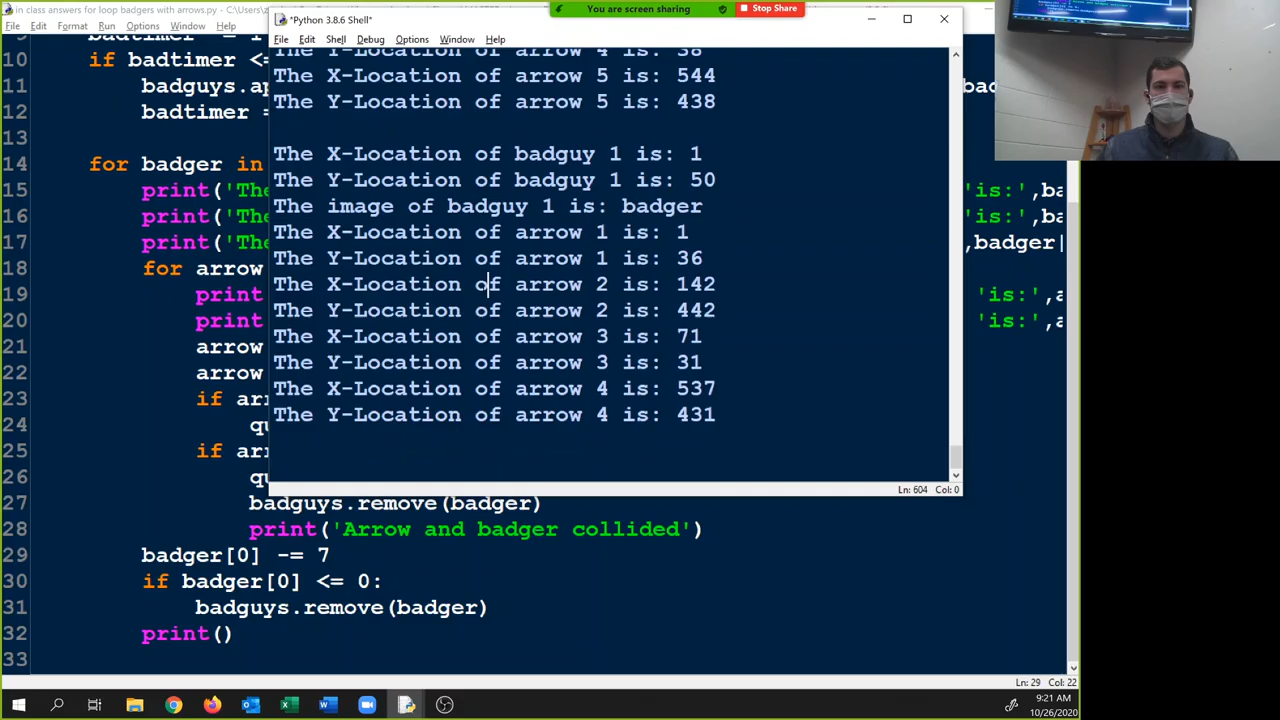 in class answers for loop badgers with arrows.py - C:\Users\
File Edit Format Run Options Window Help
You are screen sharing Stop Share
*Python 3.8.6 Shell*
File Edit Shell Debug Options Window Help
The X-Location of arrow 5 is: 544
The Y-Location of arrow 5 is: 438
The X-Location of badguy 1 is: 1
The Y-Location of badguy 1 is: 50
The image of badguy 1 is: badger
The X-Location of arrow 1 is: 1
The Y-Location of arrow 1 is: 36
The X-Location of arrow 2 is: 142
The Y-Location of arrow 2 is: 442
The X-Location of arrow 3 is: 71
The Y-Location of arrow 3 is: 31
The X-Location of arrow 4 is: 537
The Y-Location of arrow 4 is: 431
Ln: 604 Col: 0
10 if badtimer <=
11 badguys.ap
12 badtimer =
13
14 for badger in
15 print('The 'is:',ba
16 print('The 'is:',ba
17 print('The ,badger[
18 for arrow
19 print 'is:',a
20 print 'is:',a
21 arrow
22 arrow
23 if arr
24 qu
25 if arr
26 qu
27 badguys.remove(badger)
28 print('Arrow and badger collided')
29 badger[0] -= 7
30 if badger[0] <= 0:
31 badguys.remove(badger)
32 print()
33
Ln: 29 Col: 22
9:21 AM
10/26/2020